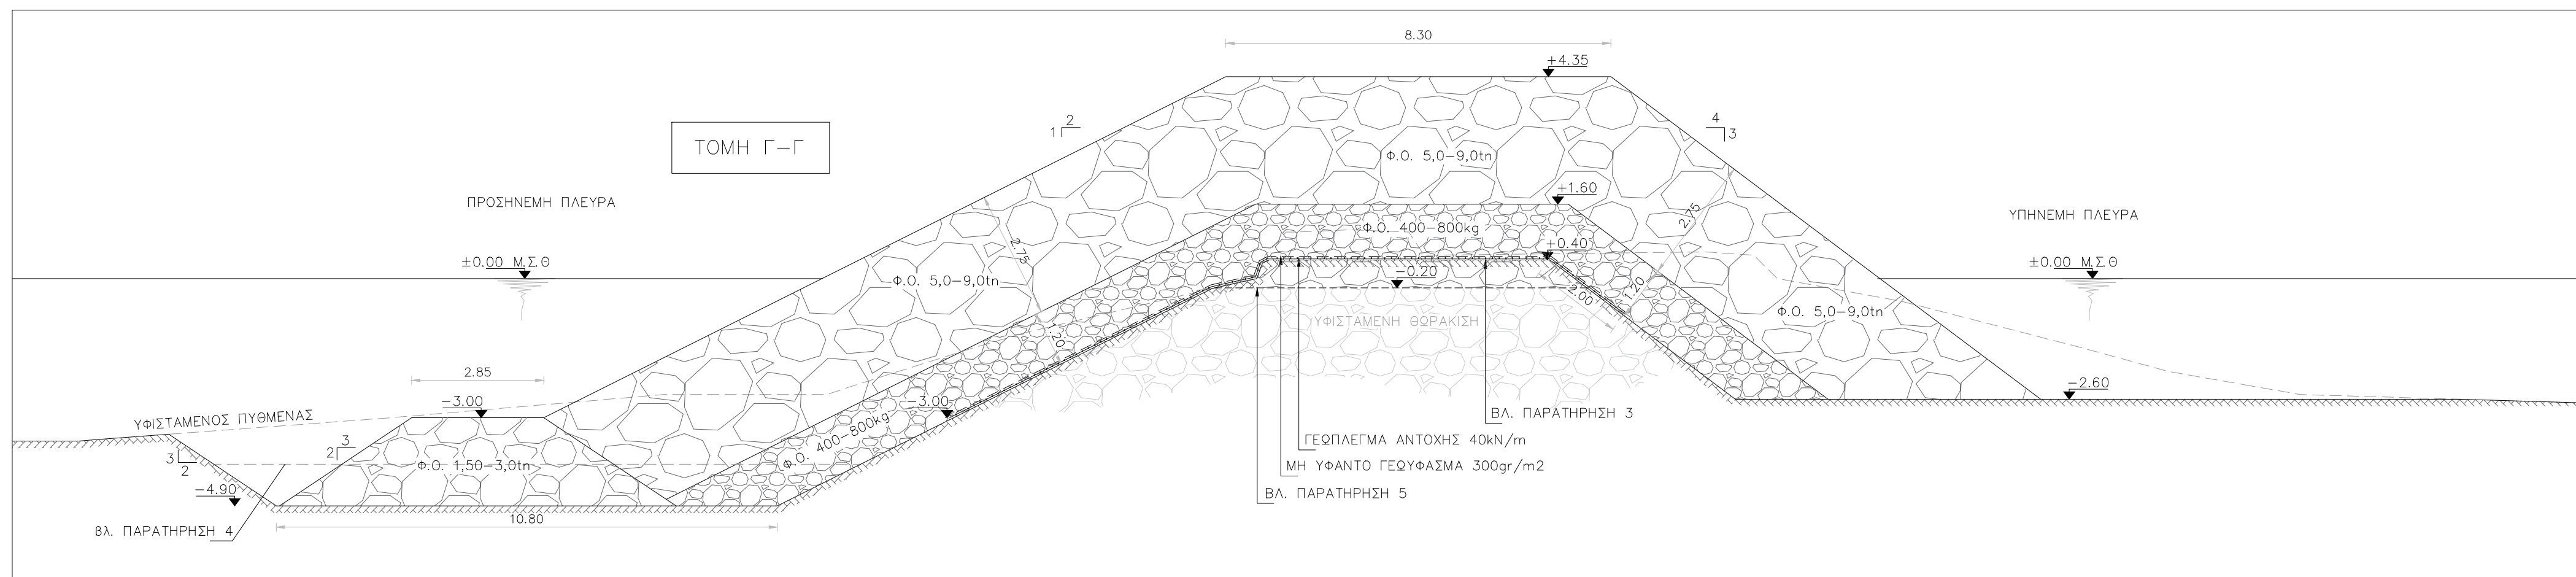 8.30
+4.35
ΤΟΜΗ Γ-Γ
2
1
4
3
Φ.Ο. 5,0-9,0tn
ΠΡΟΣΗΝΕΜΗ ΠΛΕΥΡΑ
+1.60
ΥΠΗΝΕΜΗ ΠΛΕΥΡΑ
2.75
2.75
Φ.Ο. 400-800kg
+0.40
±0.00 Μ.Σ.Θ
±0.00 Μ.Σ.Θ
-0.20
Φ.Ο. 5,0-9,0tn
2.00
1.20
Φ.Ο. 5,0-9,0tn
ΥΦΙΣΤΑΜΕΝΗ ΘΩΡΑΚΙΣΗ
1.20
2.85
-2.60
-3.00
-3.00
ΥΦΙΣΤΑΜΕΝΟΣ ΠΥΘΜΕΝΑΣ
ΒΛ. ΠΑΡΑΤΗΡΗΣΗ 3
Φ.Ο. 400-800kg
ΓΕΩΠΛΕΓΜΑ ΑΝΤΟΧΗΣ 40kN/m
3
2
3
2
Φ.Ο. 1,50-3,0tn
ΜΗ ΥΦΑΝΤΟ ΓΕΩΥΦΑΣΜΑ 300gr/m2
-4.90
ΒΛ. ΠΑΡΑΤΗΡΗΣΗ 5
10.80
βΛ. ΠΑΡΑΤΗΡΗΣΗ 4